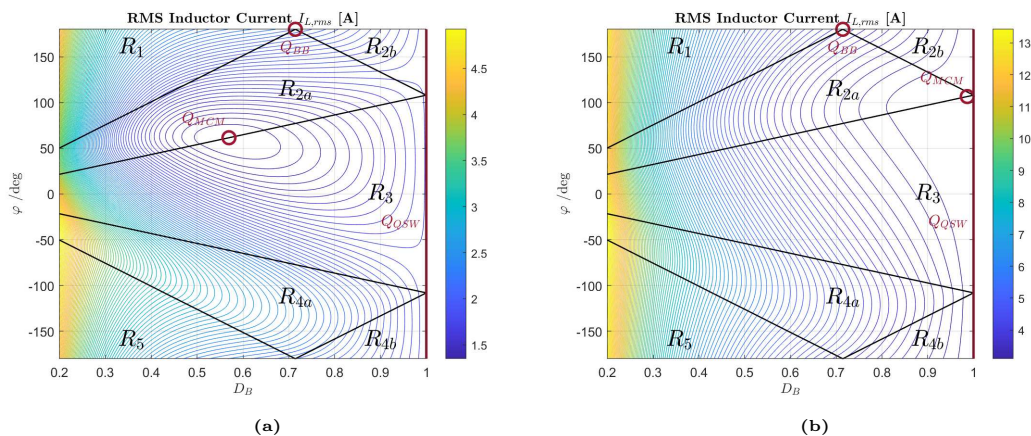 RMS Inductor Current I_{L,rms} [A]
R_1
Q_{BB}
R_{2b}
R_{2a}
Q_{MCM}
R_3
Q_{QSW}
R_{4a}
R_5
R_{4b}
150
100
50
0
-50
-100
-150
φ /deg
0.2 0.3 0.4 0.5 0.6 0.7 0.8 0.9 1
D_B
4.5
4
3.5
3
2.5
2
1.5
(a)
RMS Inductor Current I_{L,rms} [A]
R_1
Q_{BB}
R_{2b}
Q_{MCM}
R_{2a}
R_3
Q_{QSW}
R_{4a}
R_5
R_{4b}
150
100
50
0
-50
-100
-150
φ /deg
0.2 0.3 0.4 0.5 0.6 0.7 0.8 0.9 1
D_B
13
12
11
10
9
8
7
6
5
4
(b)